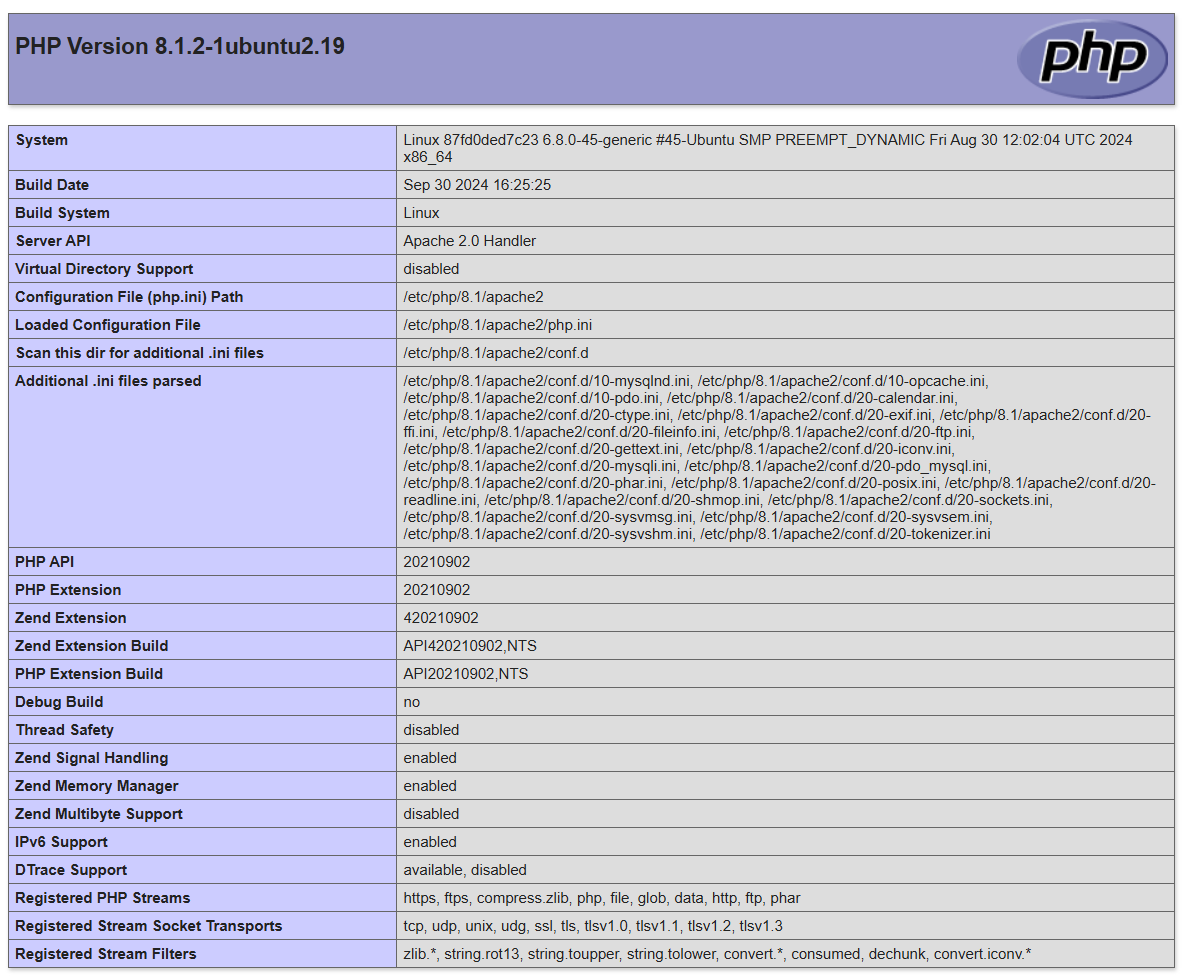 PHP Version 8.1.2-1ubuntu2.19
php
System
Linux 87fd0ded7c23 6.8.0-45-generic #45-Ubuntu SMP PREEMPT_DYNAMIC Fri Aug 30 12:02:04 UTC 2024
x86_64
Build Date
Sep 30 2024 16:25:25
Build System
Linux
Server API
Apache 2.0 Handler
Virtual Directory Support
disabled
Configuration File (php.ini) Path
/etc/php/8.1/apache2
Loaded Configuration File
/etc/php/8.1/apache2/php.ini
Scan this dir for additional .ini files
/etc/php/8.1/apache2/conf.d
Additional .ini files parsed
/etc/php/8.1/apache2/conf.d/10-mysqlnd.ini, /etc/php/8.1/apache2/conf.d/10-opcache.ini,
/etc/php/8.1/apache2/conf.d/10-pdo.ini, /etc/php/8.1/apache2/conf.d/20-calendar.ini,
/etc/php/8.1/apache2/conf.d/20-ctype.ini, /etc/php/8.1/apache2/conf.d/20-exif.ini, /etc/php/8.1/apache2/conf.d/20-
ffi.ini, /etc/php/8.1/apache2/conf.d/20-fileinfo.ini, /etc/php/8.1/apache2/conf.d/20-ftp.ini,
/etc/php/8.1/apache2/conf.d/20-gettext.ini, /etc/php/8.1/apache2/conf.d/20-iconv.ini,
/etc/php/8.1/apache2/conf.d/20-mysqli.ini, /etc/php/8.1/apache2/conf.d/20-pdo_mysql.ini,
/etc/php/8.1/apache2/conf.d/20-phar.ini, /etc/php/8.1/apache2/conf.d/20-posix.ini, /etc/php/8.1/apache2/conf.d/20-
readline.ini, /etc/php/8.1/apache2/conf.d/20-shmop.ini, /etc/php/8.1/apache2/conf.d/20-sockets.ini,
/etc/php/8.1/apache2/conf.d/20-sysvmsg.ini, /etc/php/8.1/apache2/conf.d/20-sysvsem.ini,
/etc/php/8.1/apache2/conf.d/20-sysvshm.ini, /etc/php/8.1/apache2/conf.d/20-tokenizer.ini
PHP API
20210902
PHP Extension
20210902
Zend Extension
420210902
Zend Extension Build
API420210902,NTS
PHP Extension Build
API20210902,NTS
Debug Build
no
Thread Safety
disabled
Zend Signal Handling
enabled
Zend Memory Manager
enabled
Zend Multibyte Support
disabled
IPv6 Support
enabled
DTrace Support
available, disabled
Registered PHP Streams
https, ftps, compress.zlib, php, file, glob, data, http, ftp, phar
Registered Stream Socket Transports
tcp, udp, unix, udg, ssl, tls, tlsv1.0, tlsv1.1, tlsv1.2, tlsv1.3
Registered Stream Filters
zlib.*, string.rot13, string.toupper, string.tolower, convert.*, consumed, dechunk, convert.iconv.*